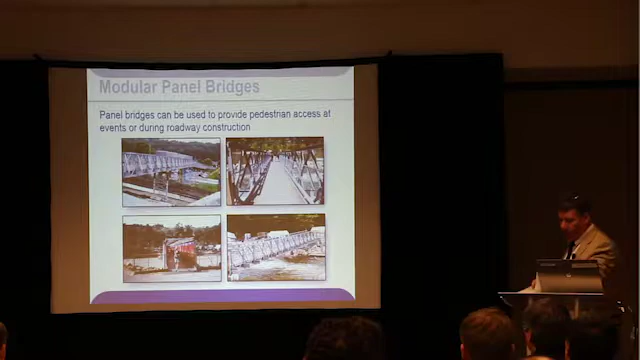 Modular Panel Bridges
Panel bridges can be used to provide pedestrian access at
events or during roadway construction